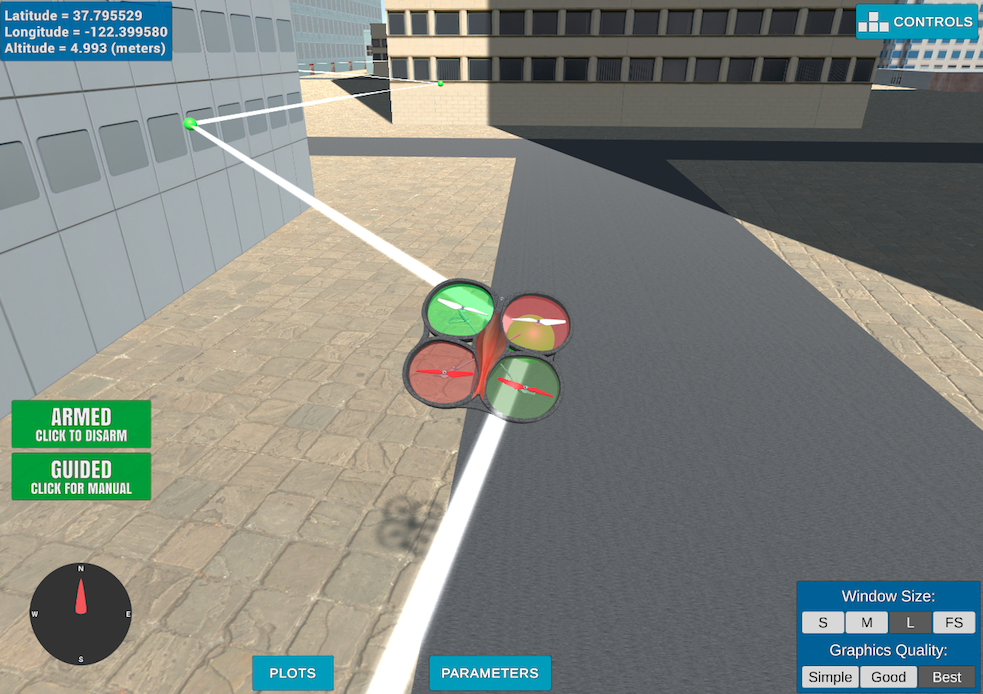 Latitude = 37.795529
Longitude = -122.399580
Altitude = 4.993 (meters)
CONTROLS
ARMED
CLICK TO DISARM
GUIDED
CLICK FOR MANUAL
N
W
E
S
PLOTS
PARAMETERS
Window Size:
S M L FS
Graphics Quality:
Simple Good Best